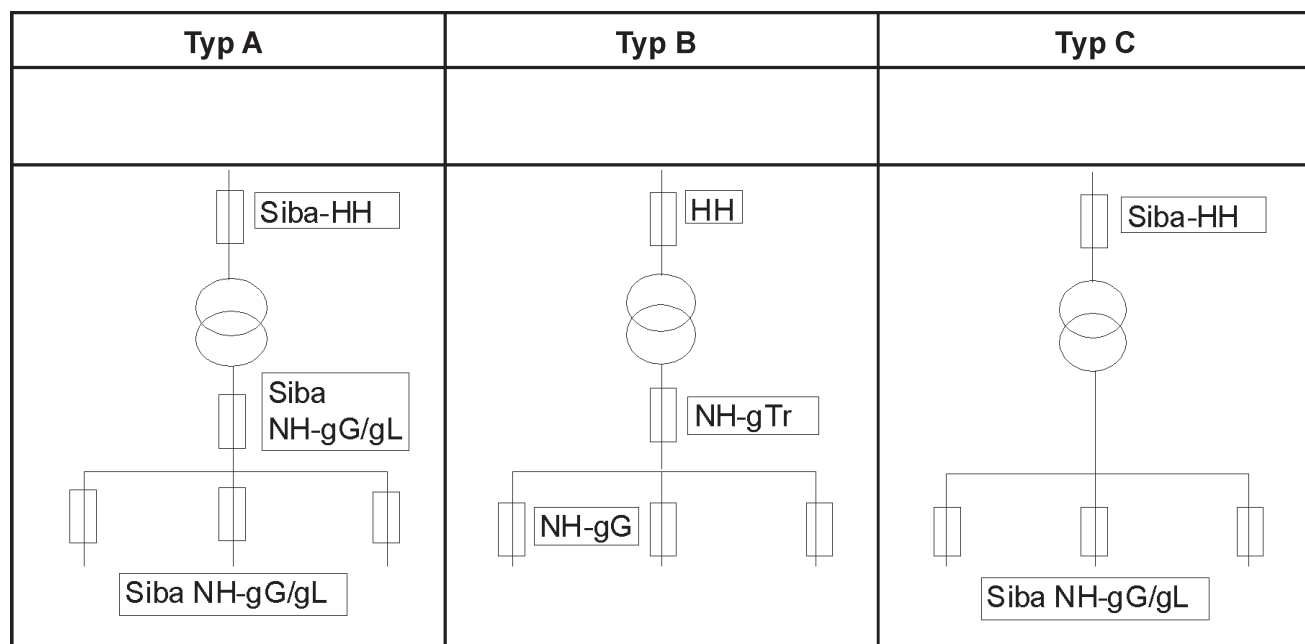 Typ A
Typ B
Typ C
Siba-HH
HH
Siba-HH
Siba
NH-gG/gL
NH-gTr
NH-gG
Siba NH-gG/gL
Siba NH-gG/gL